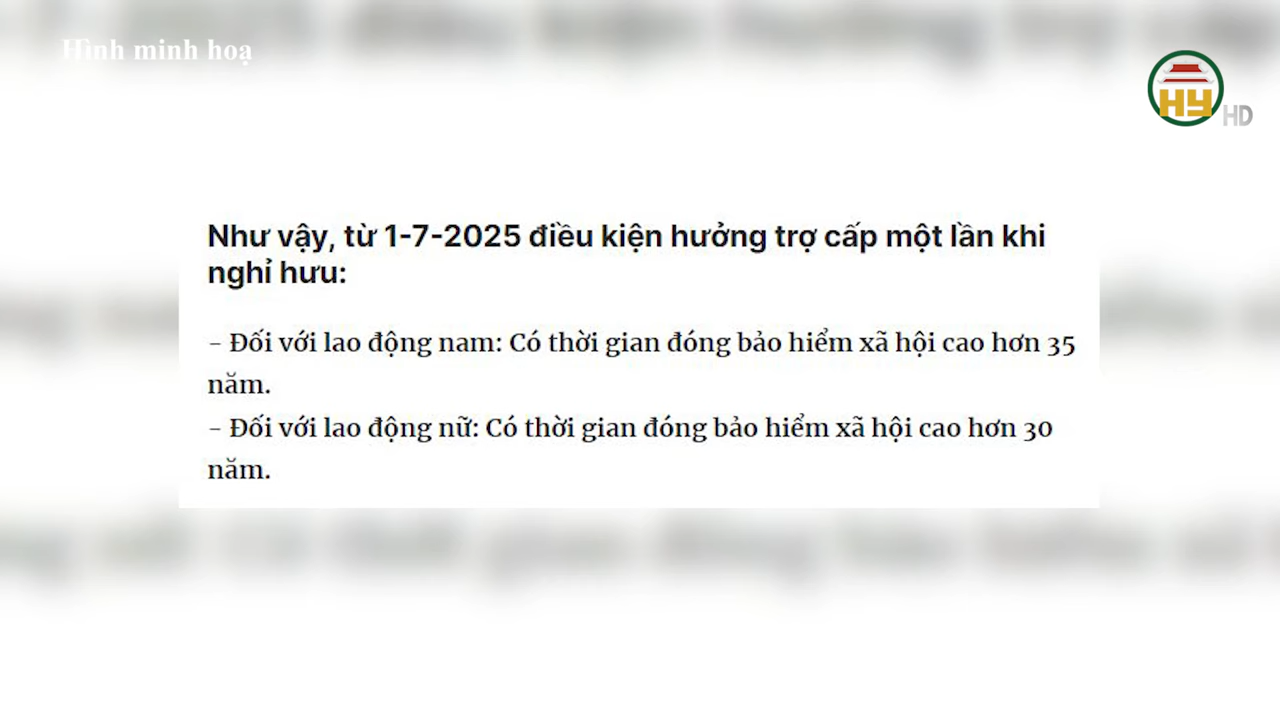 Hình minh hoạ
HY
HD
Như vậy, từ 1-7-2025 điều kiện hưởng trợ cấp một lần khi
nghỉ hưu:
- Đối với lao động nam: Có thời gian đóng bảo hiểm xã hội cao hơn 35
năm.
- Đối với lao động nữ: Có thời gian đóng bảo hiểm xã hội cao hơn 30
năm.